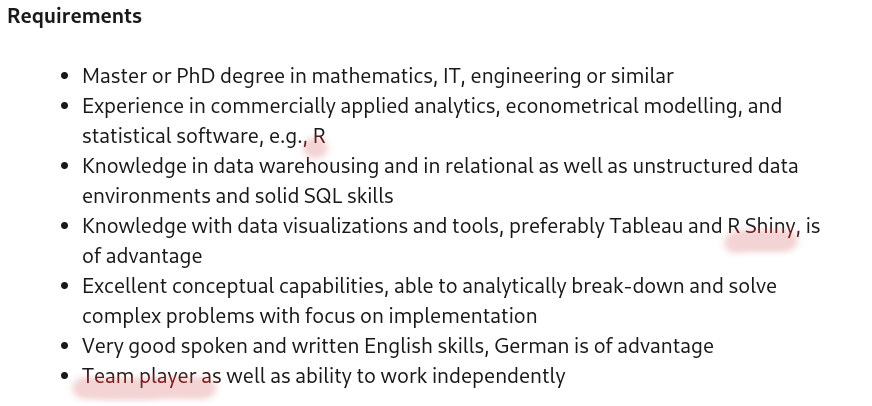 Requirements
• Master or PhD degree in mathematics, IT, engineering or similar
• Experience in commercially applied analytics, econometrical modelling, and
statistical software, e.g., R
• Knowledge in data warehousing and in relational as well as unstructured data
environments and solid SQL skills
• Knowledge with data visualizations and tools, preferably Tableau and R Shiny, is
of advantage
• Excellent conceptual capabilities, able to analytically break-down and solve
complex problems with focus on implementation
• Very good spoken and written English skills, German is of advantage
• Team player as well as ability to work independently